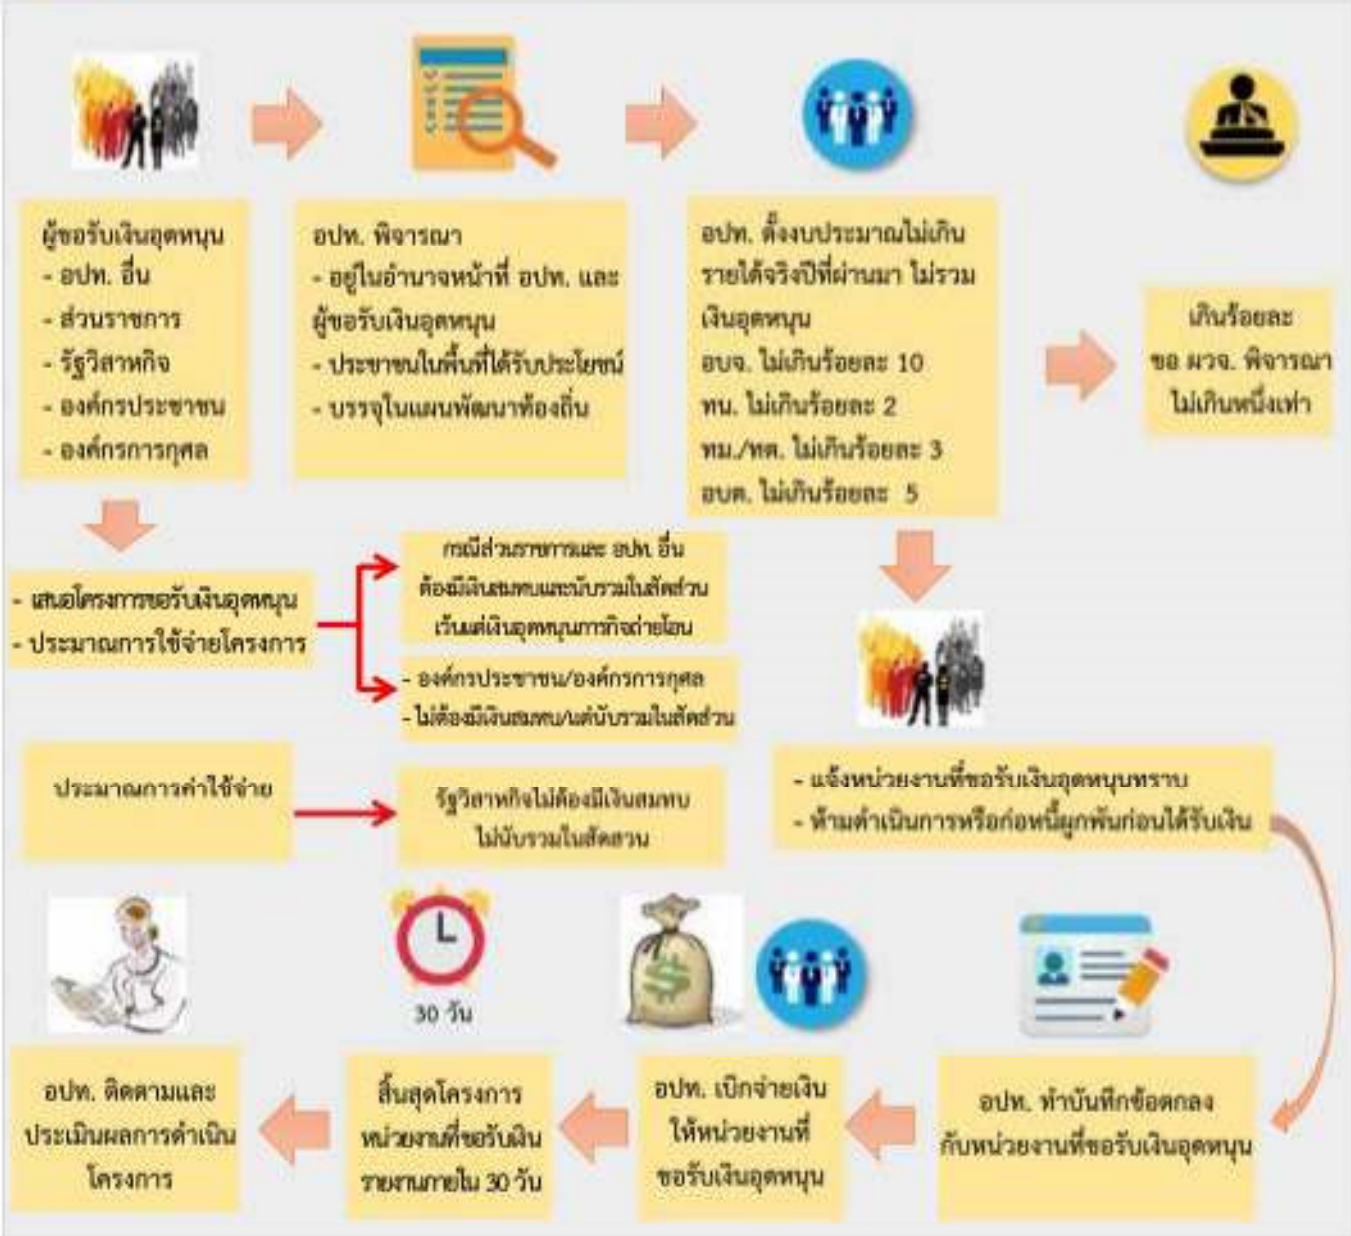 ผู้ขอรับเงินอุดหนุน
- อปท. อื่น
- ส่วนราชการ
- รัฐวิสาหกิจ
- องค์กรประชาชน
- องค์กรการกุศล
อปท. พิจารณา
- อยู่ในอำนาจหน้าที่ อปท. และ
ผู้ขอรับเงินอุดหนุน
- ประชาชนในพื้นที่ได้รับประโยชน์
- บรรจุในแผนพัฒนาท้องถิ่น
อปท. ตั้งงบประมาณไม่เกิน
รายได้จริงปีที่ผ่านมา ไม่รวม
เงินอุดหนุน
อบจ. ไม่เกินร้อยละ 10
ทน. ไม่เกินร้อยละ 2
ทม./ทต. ไม่เกินร้อยละ 3
อบต. ไม่เกินร้อยละ 5
เกินร้อยละ
ขอ ผวจ. พิจารณา
ไม่เกินหนึ่งเท่า
- เสนอโครงการขอรับเงินอุดหนุน
- ประมาณการใช้จ่ายโครงการ
กรณีส่วนราชการและ อปท. อื่น
ต้องมีเงินสมทบและนับรวมในสัดส่วน
เว้นแต่เงินอุดหนุนภารกิจถ่ายโอน
- องค์กรประชาชน/องค์กรการกุศล
- ไม่ต้องมีเงินสมทบ/แต่นับรวมในสัดส่วน
ประมาณการค่าใช้จ่าย
รัฐวิสาหกิจไม่ต้องมีเงินสมทบ
ไม่นับรวมในสัดสวน
- แจ้งหน่วยงานที่ขอรับเงินอุดหนุนทราบ
- ห้ามดำเนินการหรือก่อหนี้ผูกพันก่อนได้รับเงิน
อปท. ทำบันทึกข้อตกลง
กับหน่วยงานที่ขอรับเงินอุดหนุน
อปท. เบิกจ่ายเงิน
ให้หน่วยงานที่
ขอรับเงินอุดหนุน
30 วัน
สิ้นสุดโครงการ
หน่วยงานที่ขอรับเงิน
รายงานภายใน 30 วัน
อปท. ติดตามและ
ประเมินผลการดำเนิน
โครงการ